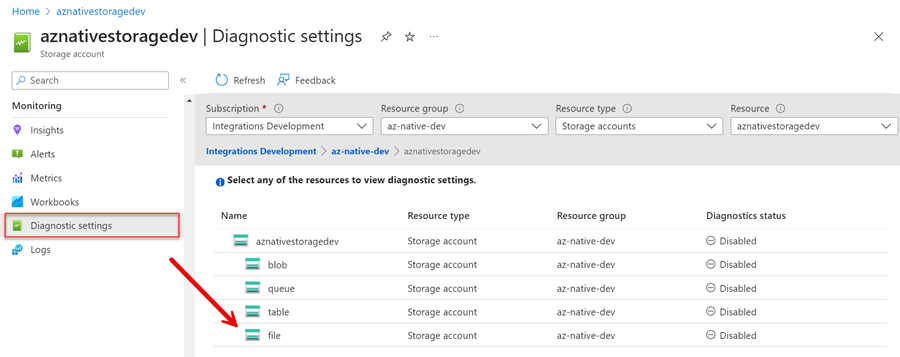 Home > aznativestoragedev
aznativestoragedev | Diagnostic settings
Storage account
Search
Refresh Feedback
Monitoring
Insights
Alerts
Metrics
Workbooks
Diagnostic settings
Logs
Subscription * Resource group Resource type Resource
Integrations Development az-native-dev Storage accounts aznativestoragedev
Integrations Development > az-native-dev > aznativestoragedev
Select any of the resources to view diagnostic settings.
Name Resource type Resource group Diagnostics status
aznativestoragedev Storage account az-native-dev Disabled
blob Storage account az-native-dev Disabled
queue Storage account az-native-dev Disabled
table Storage account az-native-dev Disabled
file Storage account az-native-dev Disabled